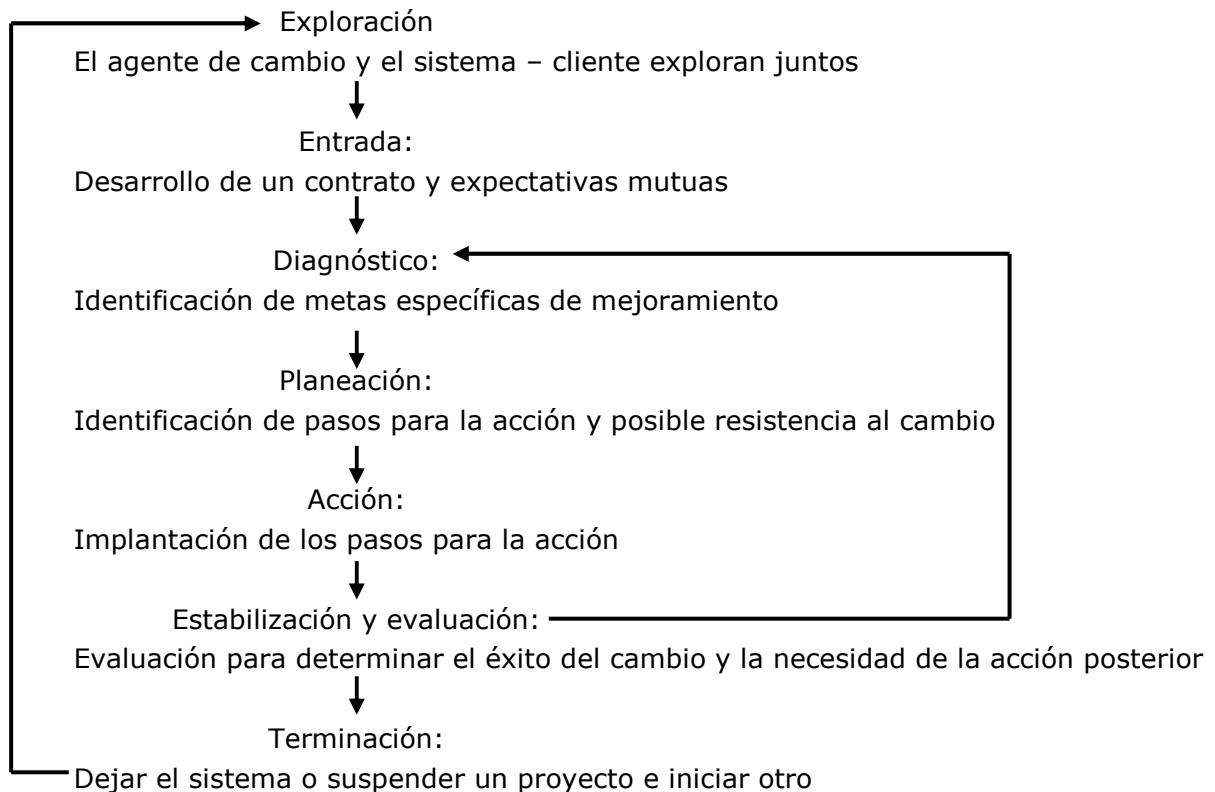 Exploración
El agente de cambio y el sistema – cliente exploran juntos
Entrada:
Desarrollo de un contrato y expectativas mutuas
Diagnóstico:
Identificación de metas específicas de mejoramiento
Planeación:
Identificación de pasos para la acción y posible resistencia al cambio
Acción:
Implantación de los pasos para la acción
Estabilización y evaluación:
Evaluación para determinar el éxito del cambio y la necesidad de la acción posterior
Terminación:
Dejar el sistema o suspender un proyecto e iniciar otro